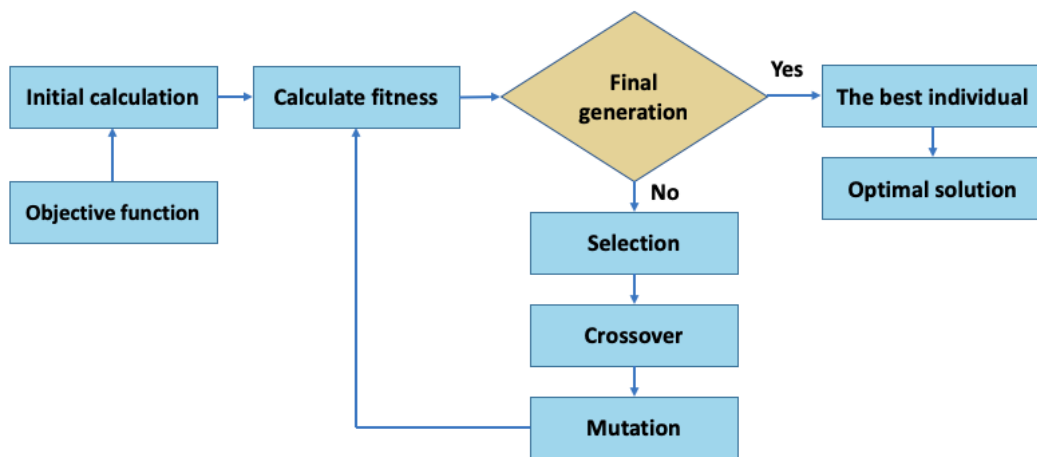 Initial calculation
Calculate fitness
Final
generation
Yes
The best individual
Objective function
No
Optimal solution
Selection
Crossover
Mutation